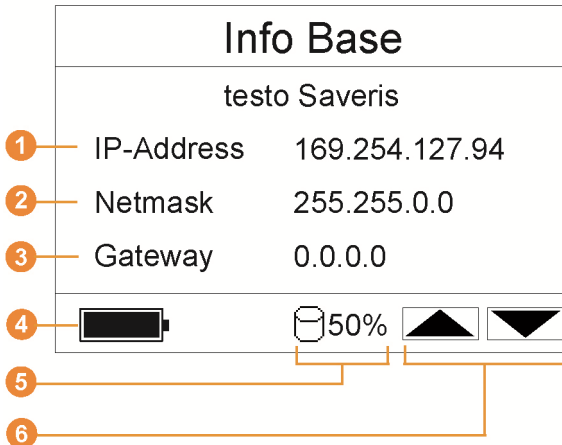 Info Base
testo Saveris
1 IP-Address 169.254.127.94
2 Netmask 255.255.0.0
3 Gateway 0.0.0.0
4 50%
5
6